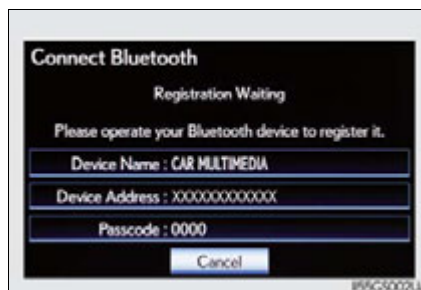 Connect Bluetooth
Registration Waiting
Please operate your Bluetooth device to register it.
Device Name : CAR MULTIMEDIA
Device Address : XXXXXXXXXXXX
Passcode : 0000
Cancel